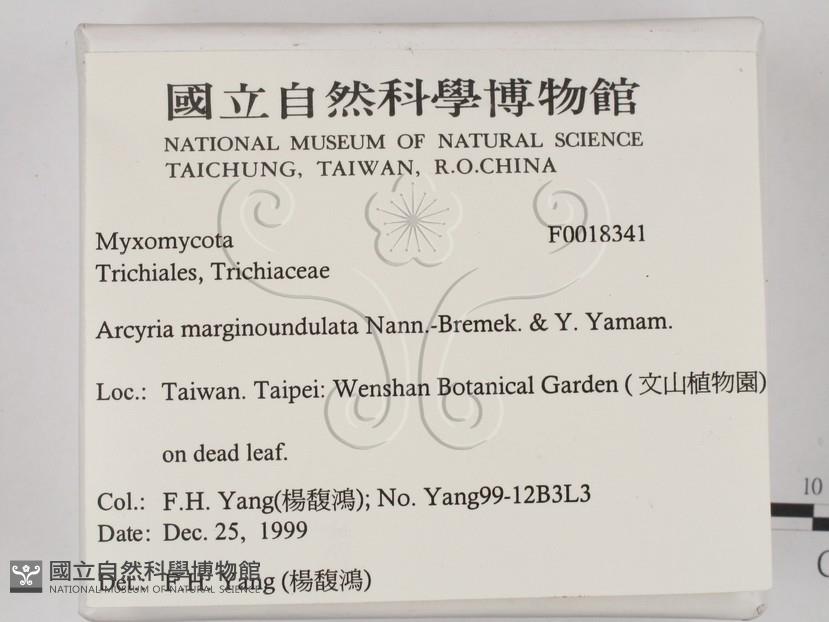 國立自然科學博物館
NATIONAL MUSEUM OF NATURAL SCIENCE
TAICHUNG, TAIWAN, R.O.CHINA
Myxomycota F0018341
Trichiales, Trichiaceae
Arcyria marginoundulata Nann.-Bremek. & Y. Yamam.
Loc.: Taiwan. Taipei: Wenshan Botanical Garden ( 文山植物園)
on dead leaf.
Col.: F.H. Yang(楊馥鴻); No. Yang99-12B3L3
Date: Dec. 25, 1999
Det.: F.H. Yang (楊馥鴻)
國立自然科學博物館
NATIONAL MUSEUM OF NATURAL SCIENCE
10